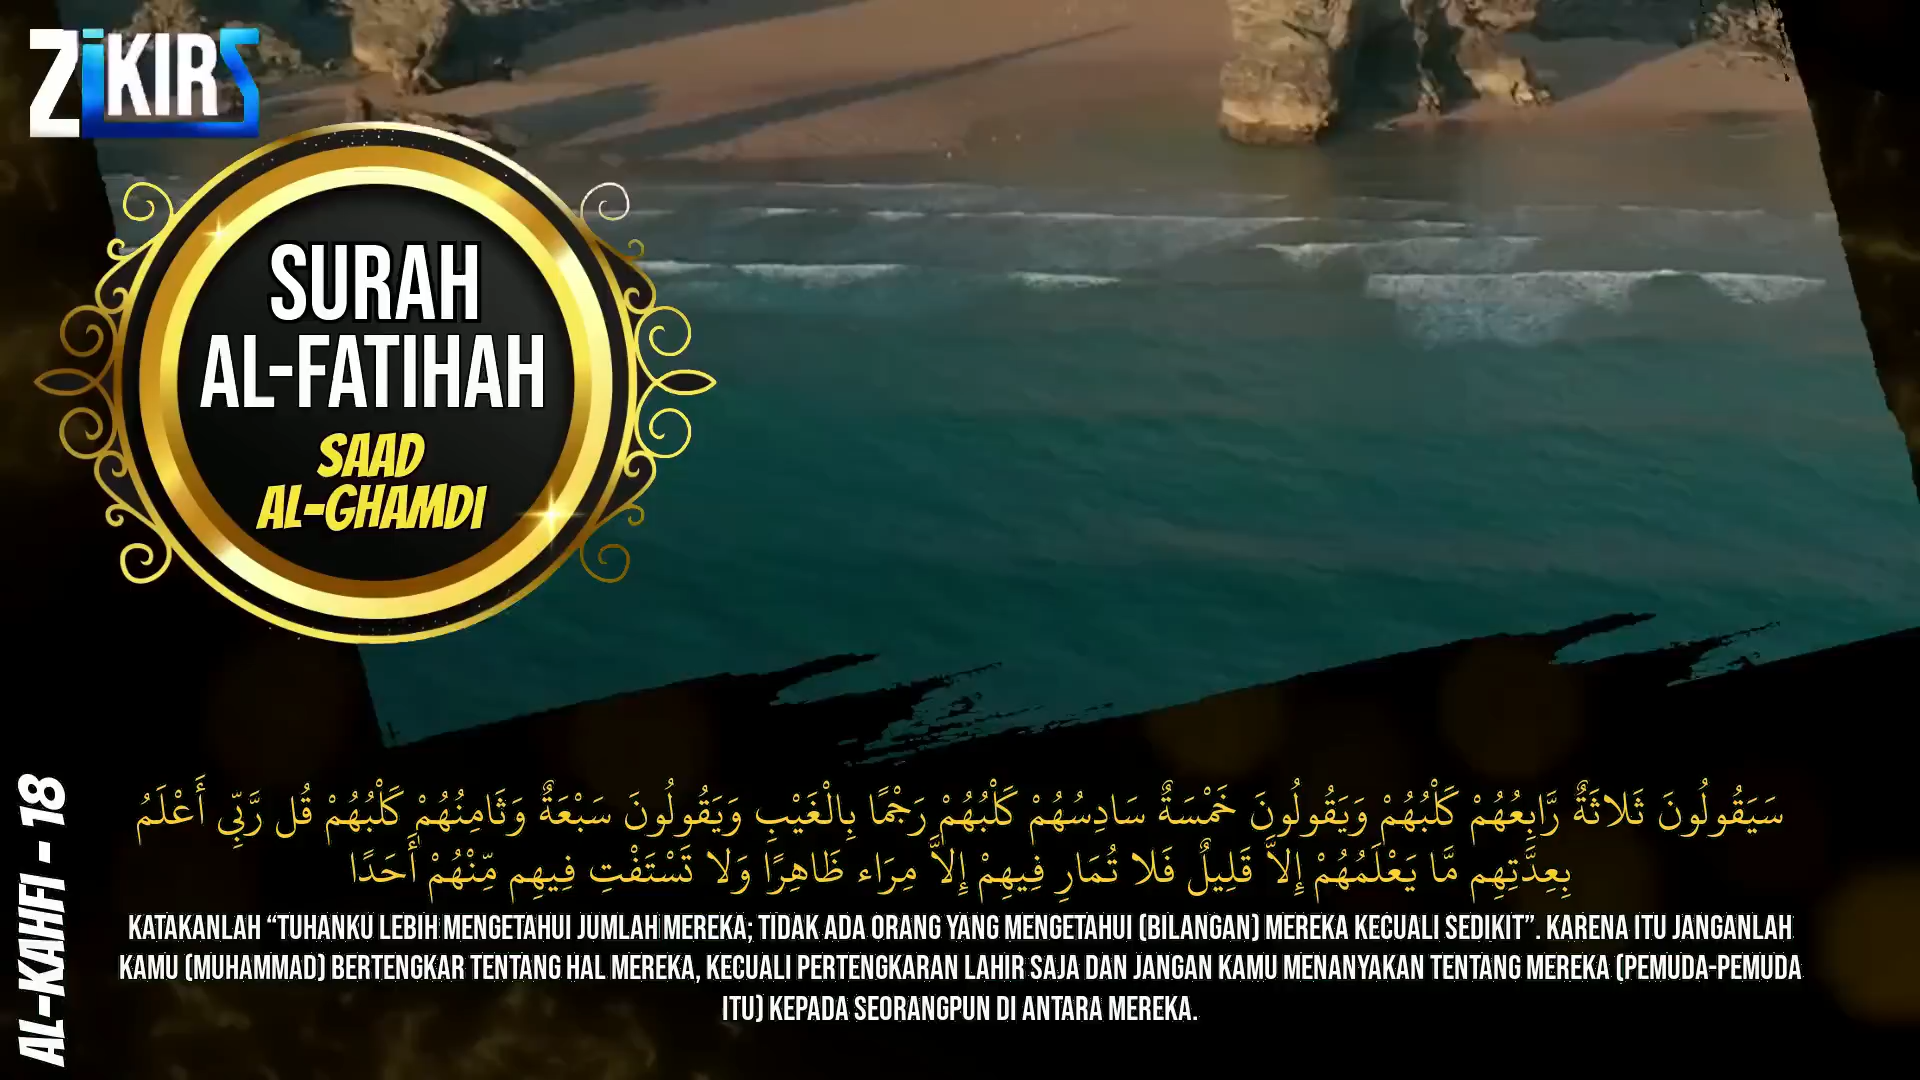 ZiKIRS
SURAH
AL-FATIHAH
SAAD
AL-GHAMDI
AL-KAHFI - 18
سَيَقُولُونَ ثَلاثَةٌ رَّابِعُهُمْ كَلْبُهُمْ وَيَقُولُونَ خَمْسَةٌ سَادِسُهُمْ كَلْبُهُمْ رَجْمًا بِالْغَيْبِ وَيَقُولُونَ سَبْعَةٌ وَثَامِنُهُمْ كَلْبُهُمْ قُل رَّبِّي أَعْلَمُ
بِعِدَّتِهِم مَّا يَعْلَمُهُمْ إِلاَّ قَلِيلٌ فَلا تُمَارِ فِيهِمْ إِلاَّ مِرَاء ظَاهِرًا وَلا تَسْتَفْتِ فِيهِم مِّنْهُمْ أَحَدًا
KATAKANLAH “TUHANKU LEBIH MENGETAHUI JUMLAH MEREKA; TIDAK ADA ORANG YANG MENGETAHUI (BILANGAN) MEREKA KECUALI SEDIKIT”. KARENA ITU JANGANLAH
KAMU (MUHAMMAD) BERTENGKAR TENTANG HAL MEREKA, KECUALI PERTENGKARAN LAHIR SAJA DAN JANGAN KAMU MENANYAKAN TENTANG MEREKA (PEMUDA-PEMUDA
ITU) KEPADA SEORANGPUN DI ANTARA MEREKA.